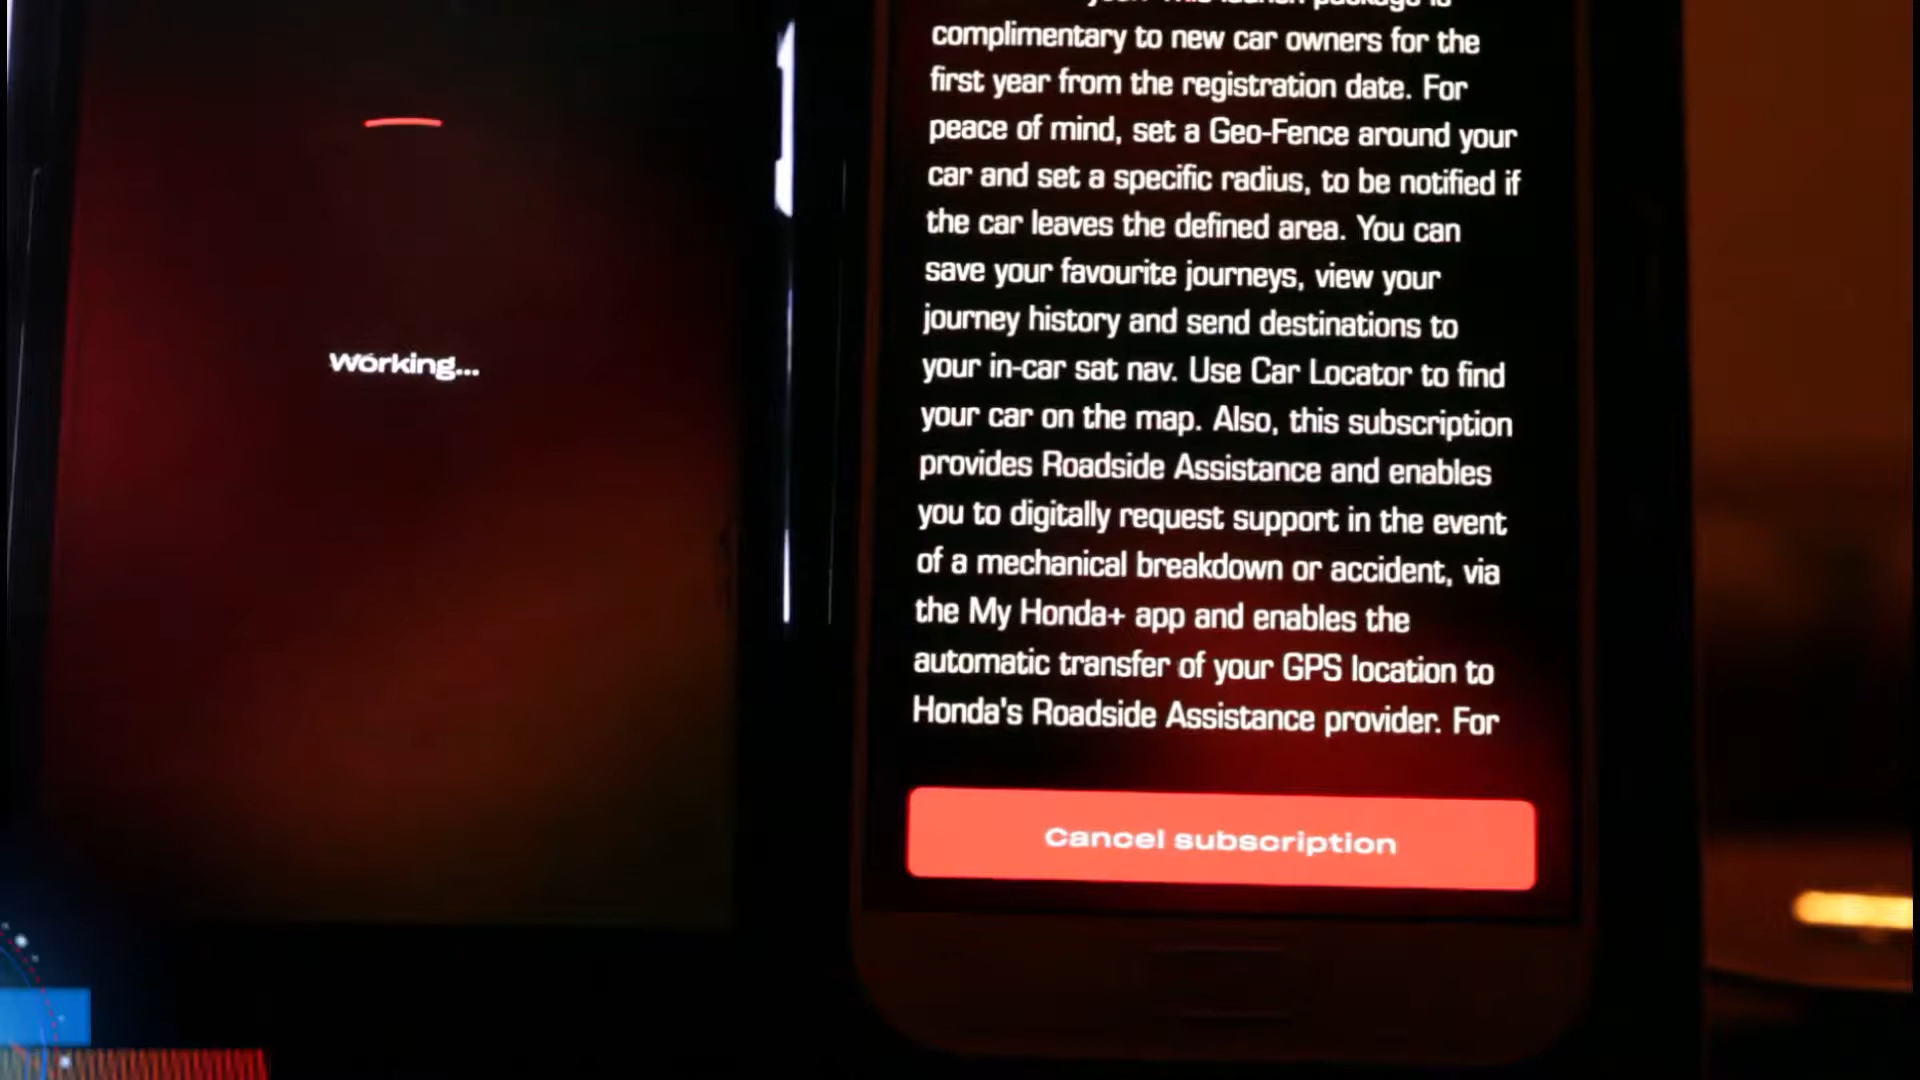 Working...
complimentary to new car owners for the
first year from the registration date. For
peace of mind, set a Geo-Fence around your
car and set a specific radius, to be notified if
the car leaves the defined area. You can
save your favourite journeys, view your
journey history and send destinations to
your in-car sat nav. Use Car Locator to find
your car on the map. Also, this subscription
provides Roadside Assistance and enables
you to digitally request support in the event
of a mechanical breakdown or accident, via
the My Honda+ app and enables the
automatic transfer of your GPS location to
Honda's Roadside Assistance provider. For
Cancel subscription